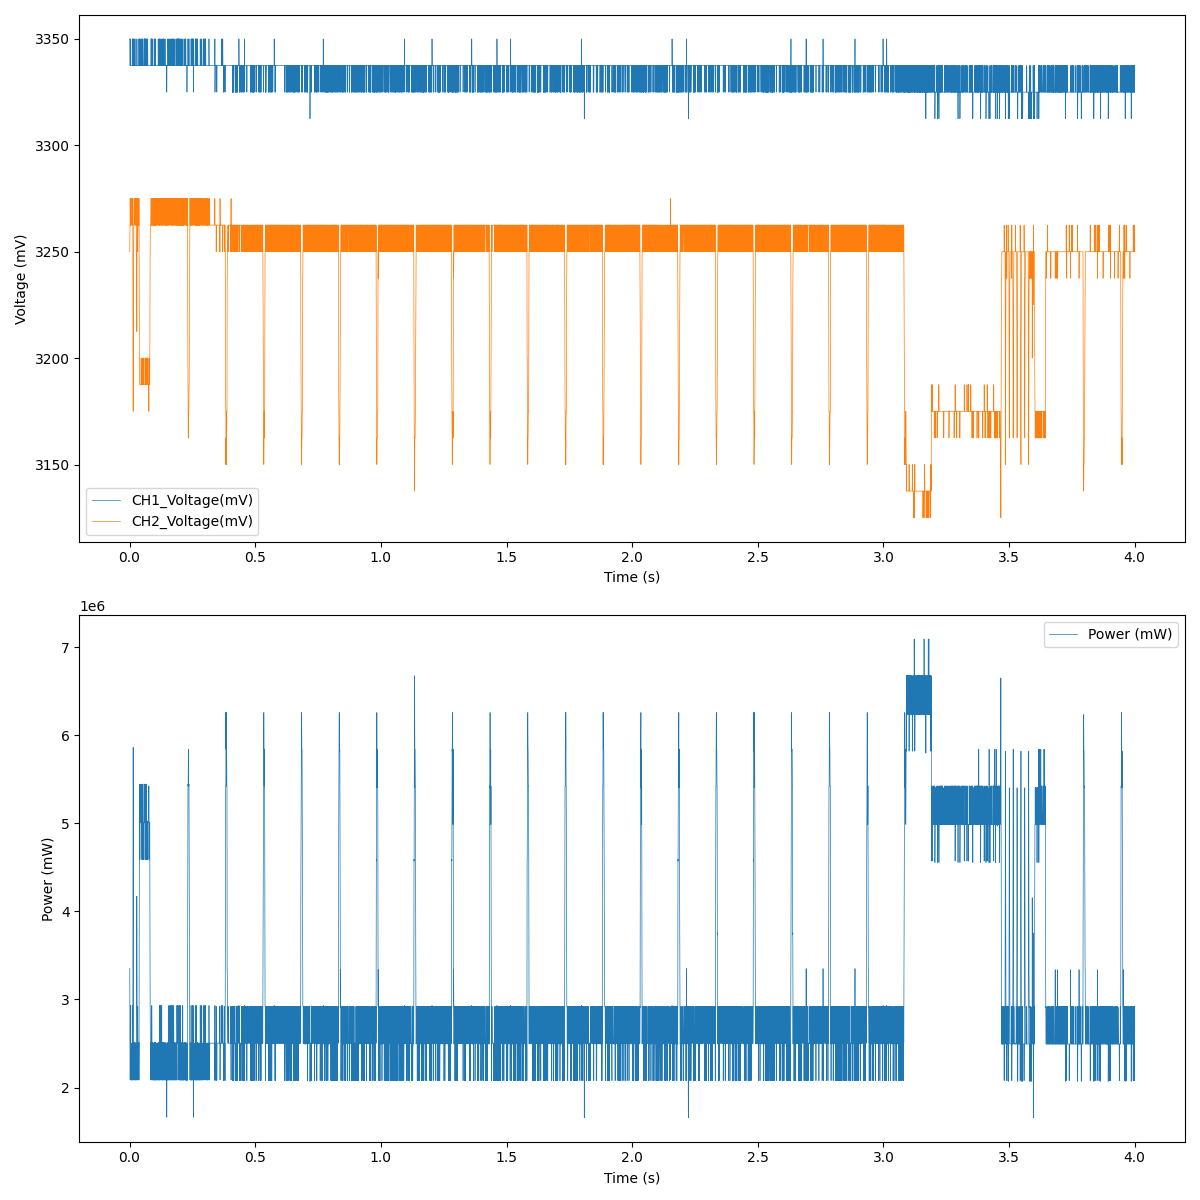 3350
3300
3250
3200
3150
Voltage (mV)
CH1_Voltage(mV)
CH2_Voltage(mV)
0.0 0.5 1.0 1.5 2.0 2.5 3.0 3.5 4.0
Time (s)
1e6
Power (mW)
7
6
5
4
3
2
Power (mW)
0.0 0.5 1.0 1.5 2.0 2.5 3.0 3.5 4.0
Time (s)